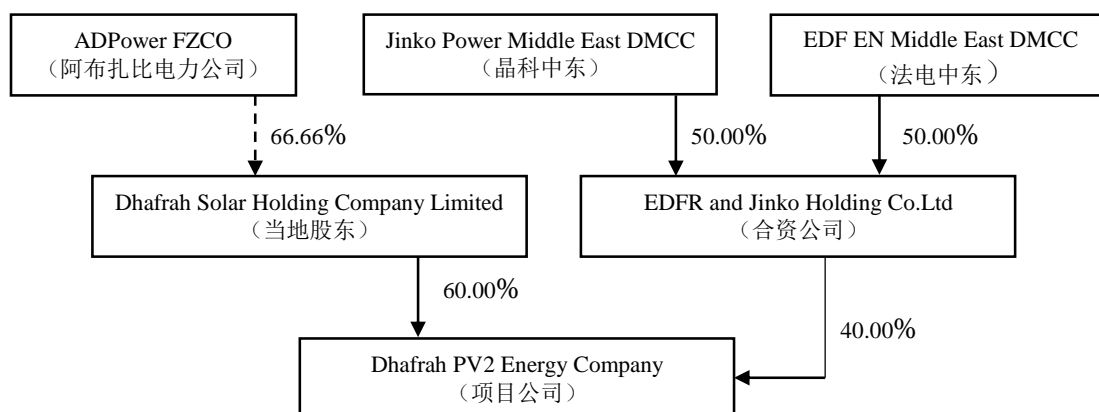 ADPower FZCO
（阿布扎比电力公司）
Jinko Power Middle East DMCC
（晶科中东）
EDF EN Middle East DMCC
（法电中东）
66.66%
50.00%
50.00%
Dhafrah Solar Holding Company Limited
（当地股东）
EDFR and Jinko Holding Co.Ltd
（合资公司）
60.00%
40.00%
Dhafrah PV2 Energy Company
（项目公司）